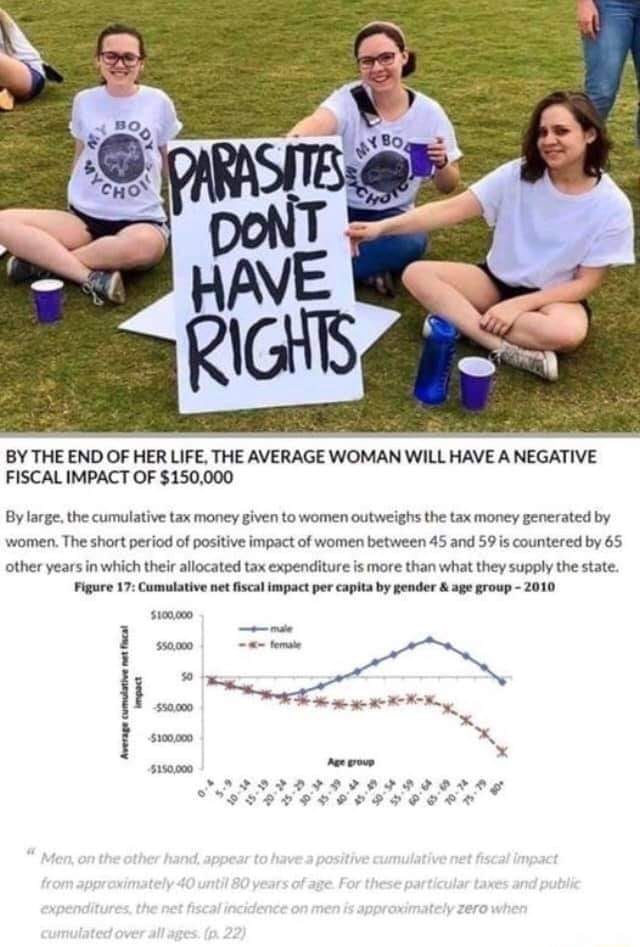 MY BODY
MY CHOI
MY BO
MY CHOI
PARASITES
DON'T
HAVE
RIGHTS
BY THE END OF HER LIFE, THE AVERAGE WOMAN WILL HAVE A NEGATIVE
FISCAL IMPACT OF $150,000
By large, the cumulative tax money given to women outweighs the tax money generated by
women. The short period of positive impact of women between 45 and 59 is countered by 65
other years in which their allocated tax expenditure is more than what they supply the state.
Figure 17: Cumulative net fiscal impact per capita by gender & age group – 2010
Average cumulative net fiscal
impact
$100,000
$50,000
$0
-$50,000
-$100,000
-$150,000
male
female
Age group
0-4
5-9
10-14
15-19
20-24
25-29
30-34
35-39
40-44
45-49
50-54
55-59
60-64
65-69
70-74
75-79
80+
“ Men, on the other hand, appear to have a positive cumulative net fiscal impact
from approximately 40 until 80 years of age. For these particular taxes and public
expenditures, the net fiscal incidence on men is approximately zero when
cumulated over all ages. (p. 22)